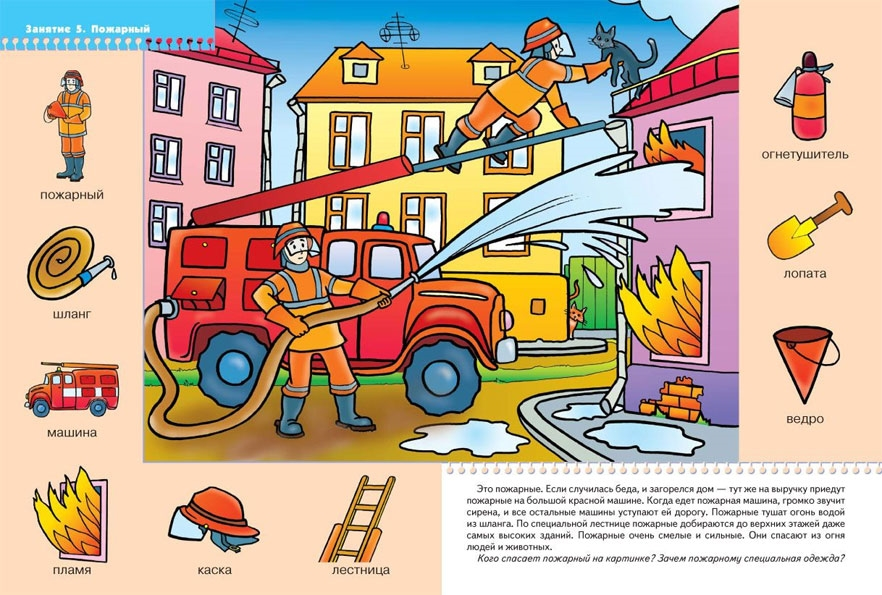 Занятие 5. Пожарный
пожарный
шланг
машина
пламя
каска
лестница
огнетушитель
лопата
ведро
Это пожарные. Если случилась беда, и загорелся дом — тут же на выручку приедут
пожарные на большой красной машине. Когда едет пожарная машина, громко звучит
сирена, и все остальные машины уступают ей дорогу. Пожарные тушат огонь водой
из шланга. По специальной лестнице пожарные добираются до верхних этажей даже
самых высоких зданий. Пожарные очень смелые и сильные. Они спасают из огня
людей и животных.
Кого спасает пожарный на картинке? Зачем пожарному специальная одежда?